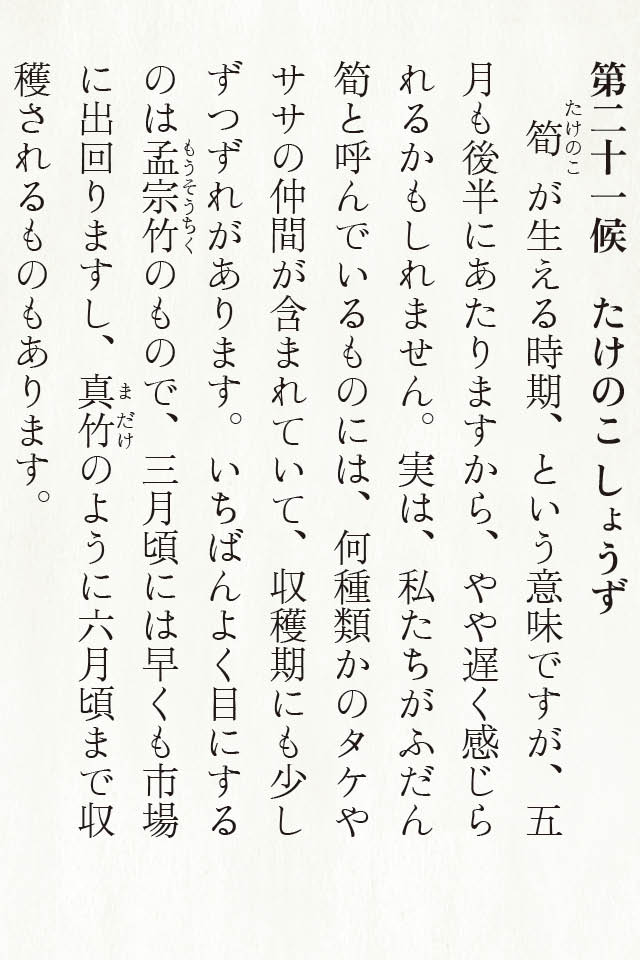 第二十一候　たけのこ しょうず
筍が生える時期、という意味ですが、五
月も後半にあたりますから、やや遅く感じら
れるかもしれません。実は、私たちがふだん
筍と呼んでいるものには、何種類かのタケや
ササの仲間が含まれていて、収穫期にも少し
ずつずれがあります。いちばんよく目にする
のは孟宗竹のもので、三月頃には早くも市場
に出回りますし、真竹のように六月頃まで収
穫されるものもあります。
たけのこ
もうそうちく
まだけ